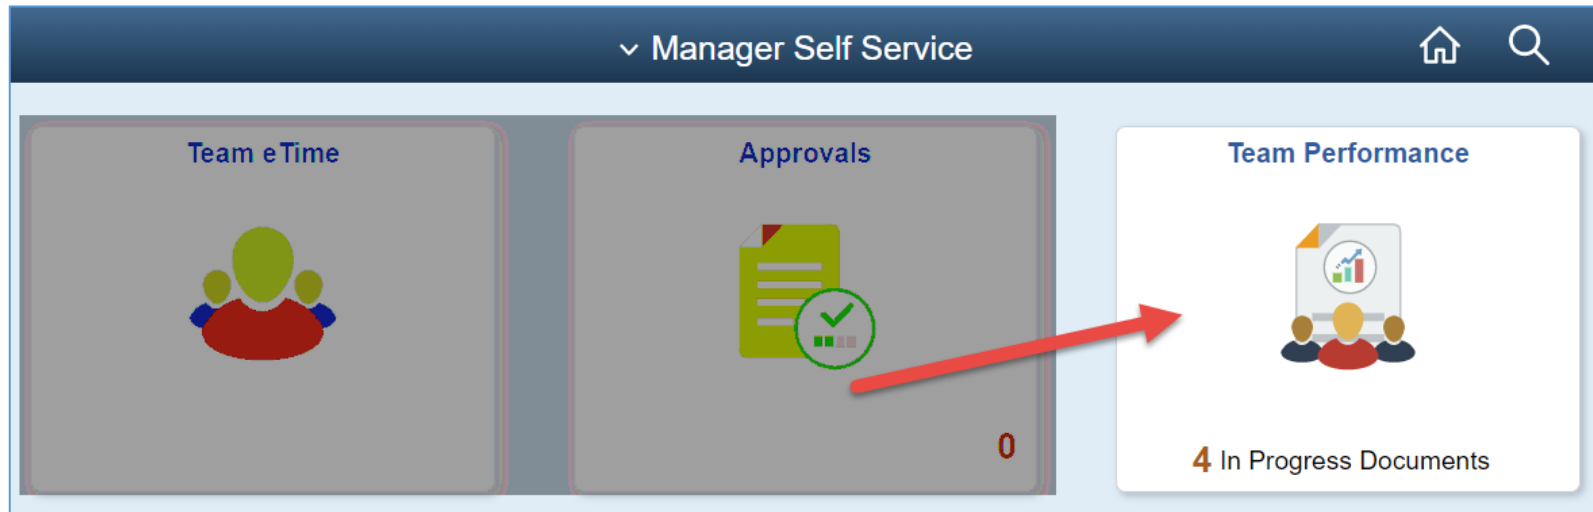 Manager Self Service
Team eTime
Approvals
Team Performance
0
4 In Progress Documents